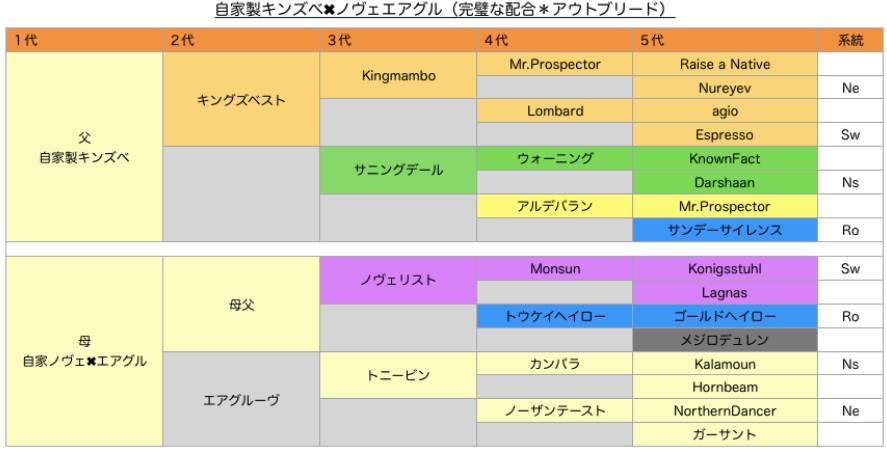 自家製キンズベ✖ノヴェエアグル（完璧な配合＊アウトブリード）
1代 2代 3代 4代 5代 系統
父
自家製キンズベ
キングズベスト
Kingmambo
Mr.Prospector
Raise a Native
Nureyev Ne
Lombard
agio
Espresso Sw
サニングデール
ウォーニング
KnownFact
Darshaan Ns
アルデバラン
Mr.Prospector
サンデーサイレンス Ro
母
自家ノヴェ✖エアグル
母父
ノヴェリスト
Monsun
Konigsstuhl Sw
Lagnas
トウケイヘイロー
ゴールドヘイロー Ro
メジロデュレン
エアグルーヴ
トニービン
カンパラ
Kalamoun Ns
Hornbeam
ノーザンテースト
NorthernDancer Ne
ガーサント